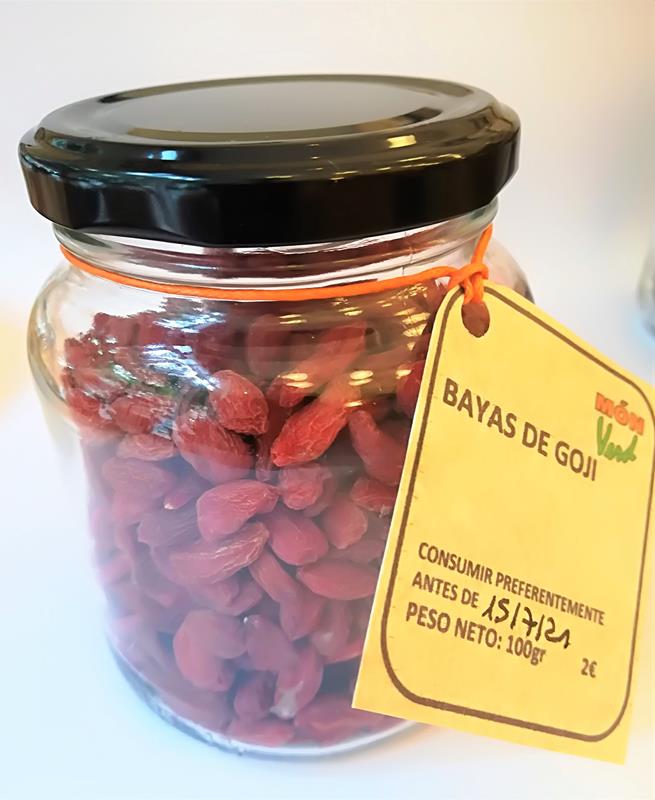 BAYAS DE GOJI
MÓN
Verd
CONSUMIR PREFERENTEMENTE
ANTES DE 15/7/21
PESO NETO: 100gr
2€